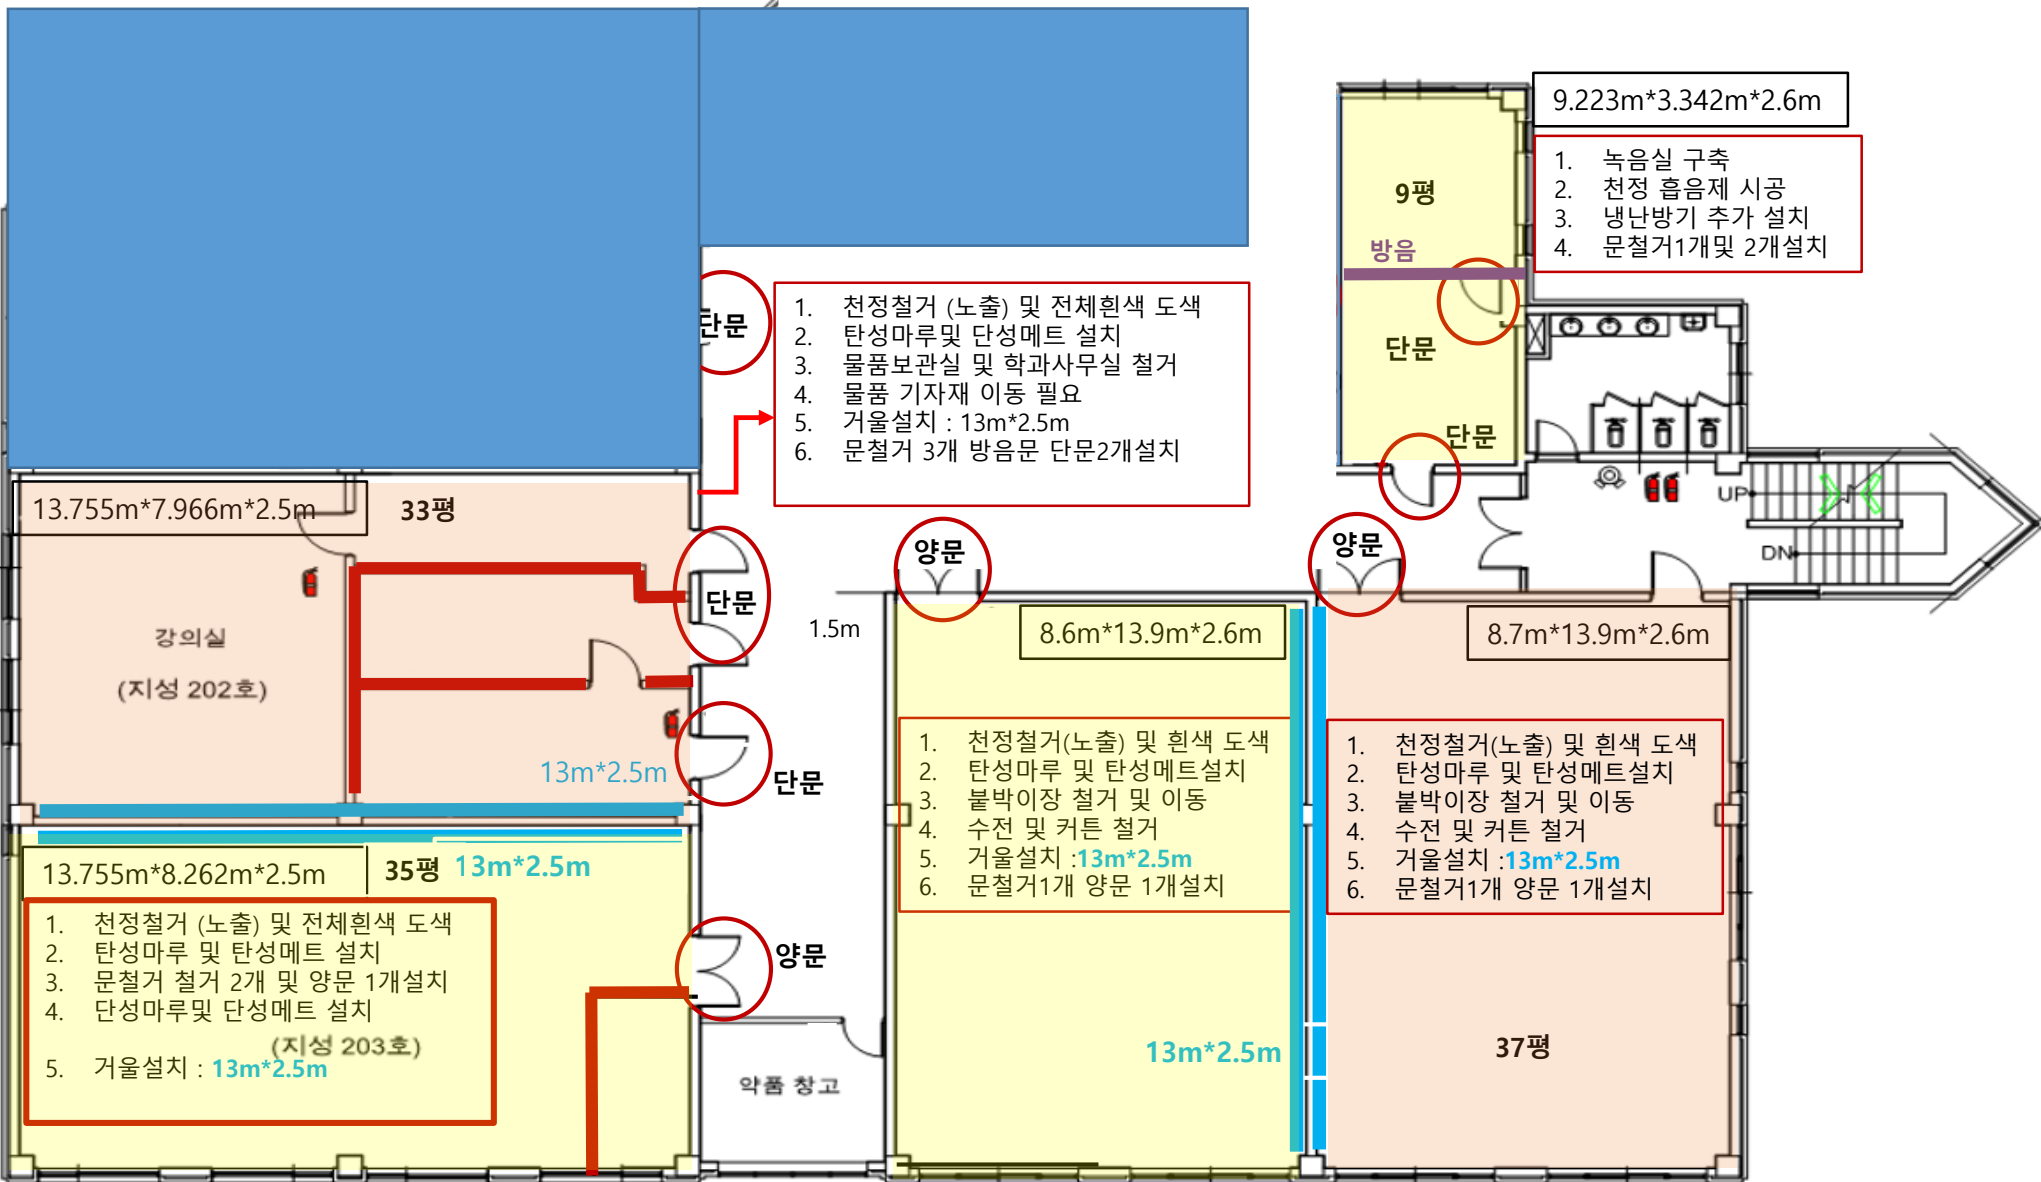 9.223m*3.342m*2.6m
1. 녹음실 구축
2. 천정 흡음제 시공
3. 냉난방기 추가 설치
4. 문철거1개및 2개설치
9평
방음
단문
단문
단문
1. 천정철거 (노출) 및 전체흰색 도색
2. 탄성마루및 단성메트 설치
3. 물품보관실 및 학과사무실 철거
4. 물품 기자재 이동 필요
5. 거울설치 : 13m*2.5m
6. 문철거 3개 방음문 단문2개설치
UP
DN
13.755m*7.966m*2.5m
33평
강의실
(지성 202호)
단문
13m*2.5m
단문
1.5m
양문
양문
8.6m*13.9m*2.6m
8.7m*13.9m*2.6m
1. 천정철거(노출) 및 흰색 도색
2. 탄성마루 및 탄성메트설치
3. 붙박이장 철거 및 이동
4. 수전 및 커튼 철거
5. 거울설치 :13m*2.5m
6. 문철거1개 양문 1개설치
1. 천정철거(노출) 및 흰색 도색
2. 탄성마루 및 탄성메트설치
3. 붙박이장 철거 및 이동
4. 수전 및 커튼 철거
5. 거울설치 :13m*2.5m
6. 문철거1개 양문 1개설치
13.755m*8.262m*2.5m
35평
13m*2.5m
1. 천정철거 (노출) 및 전체흰색 도색
2. 탄성마루 및 탄성메트 설치
3. 문철거 철거 2개 및 양문 1개설치
4. 단성마루및 단성메트 설치
(지성 203호)
5. 거울설치 : 13m*2.5m
양문
약품 창고
13m*2.5m
37평